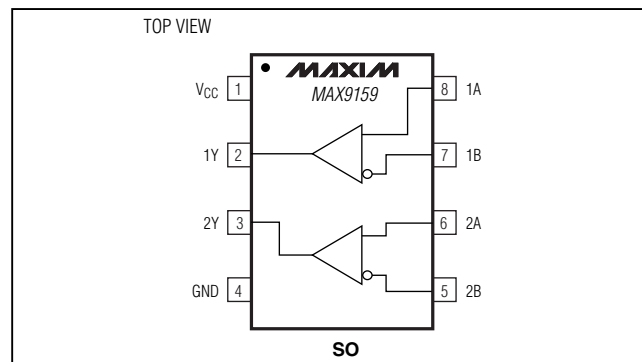 TOP VIEW
MAXIM
MAX9159
VCC 1
8 1A
1Y 2
7 1B
2Y 3
6 2A
GND 4
5 2B
SO